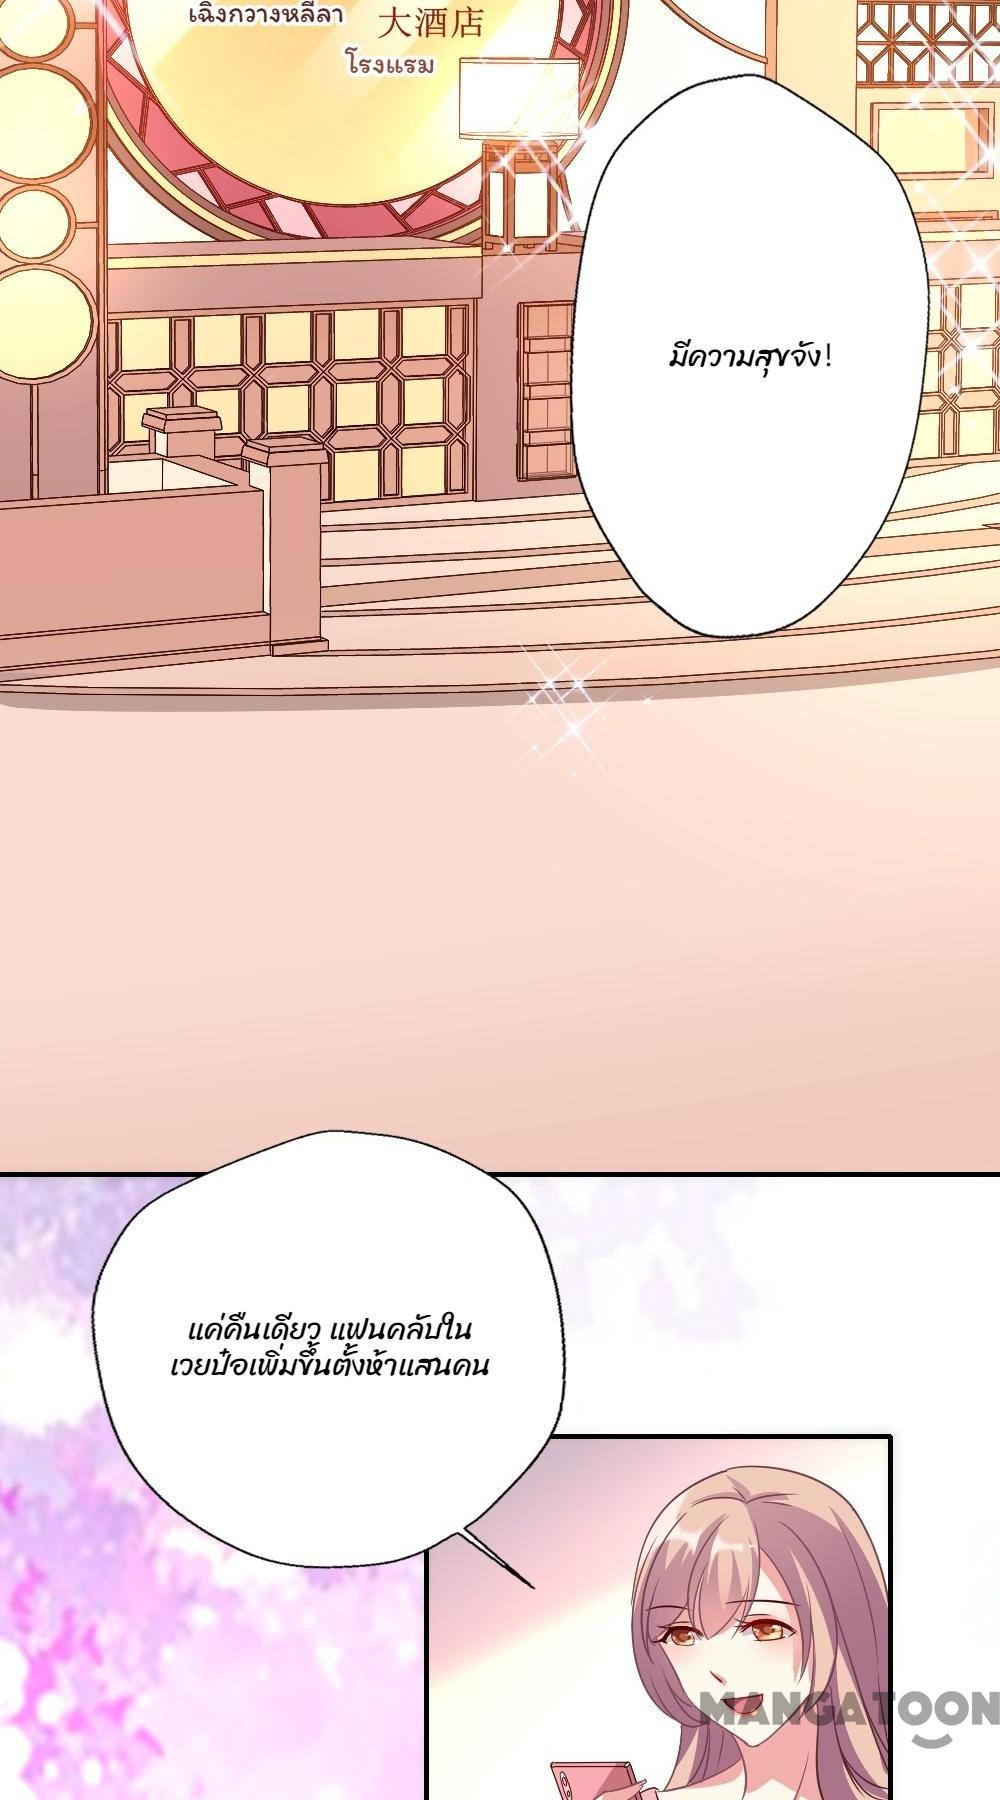 เฉิงกวางหลีลา
大酒店
โรงแรม
มีความสุขจัง!
แค่คืนเดียว แฟนคลับใน
เวยป๋อเพิ่มขึ้นตั้งห้าแสนคน
MANGATOON